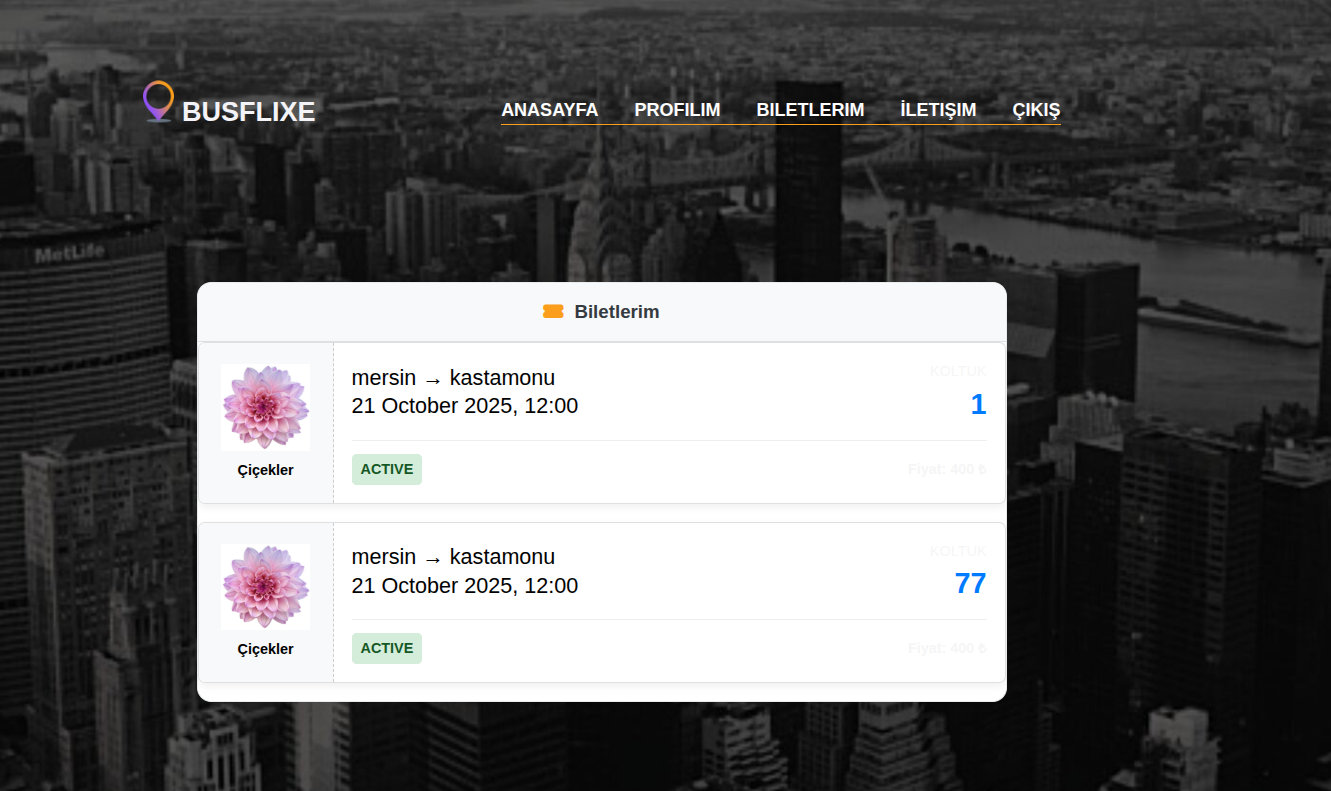 BUSFLIXE
ANASAYFA PROFILIM BILETLERIM İLETIŞIM ÇIKIŞ
MetLife
Biletlerim
mersin → kastamonu
KOLTUK
21 October 2025, 12:00
1
Çiçekler
ACTIVE
Fiyat: 400 ₺
mersin → kastamonu
KOLTUK
21 October 2025, 12:00
77
Çiçekler
ACTIVE
Fiyat: 400 ₺